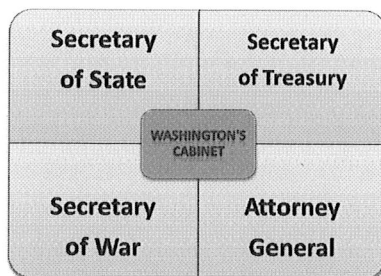 Secretary
of State
Secretary
of Treasury
WASHINGTON'S
CABINET
Secretary
of War
Attorney
General